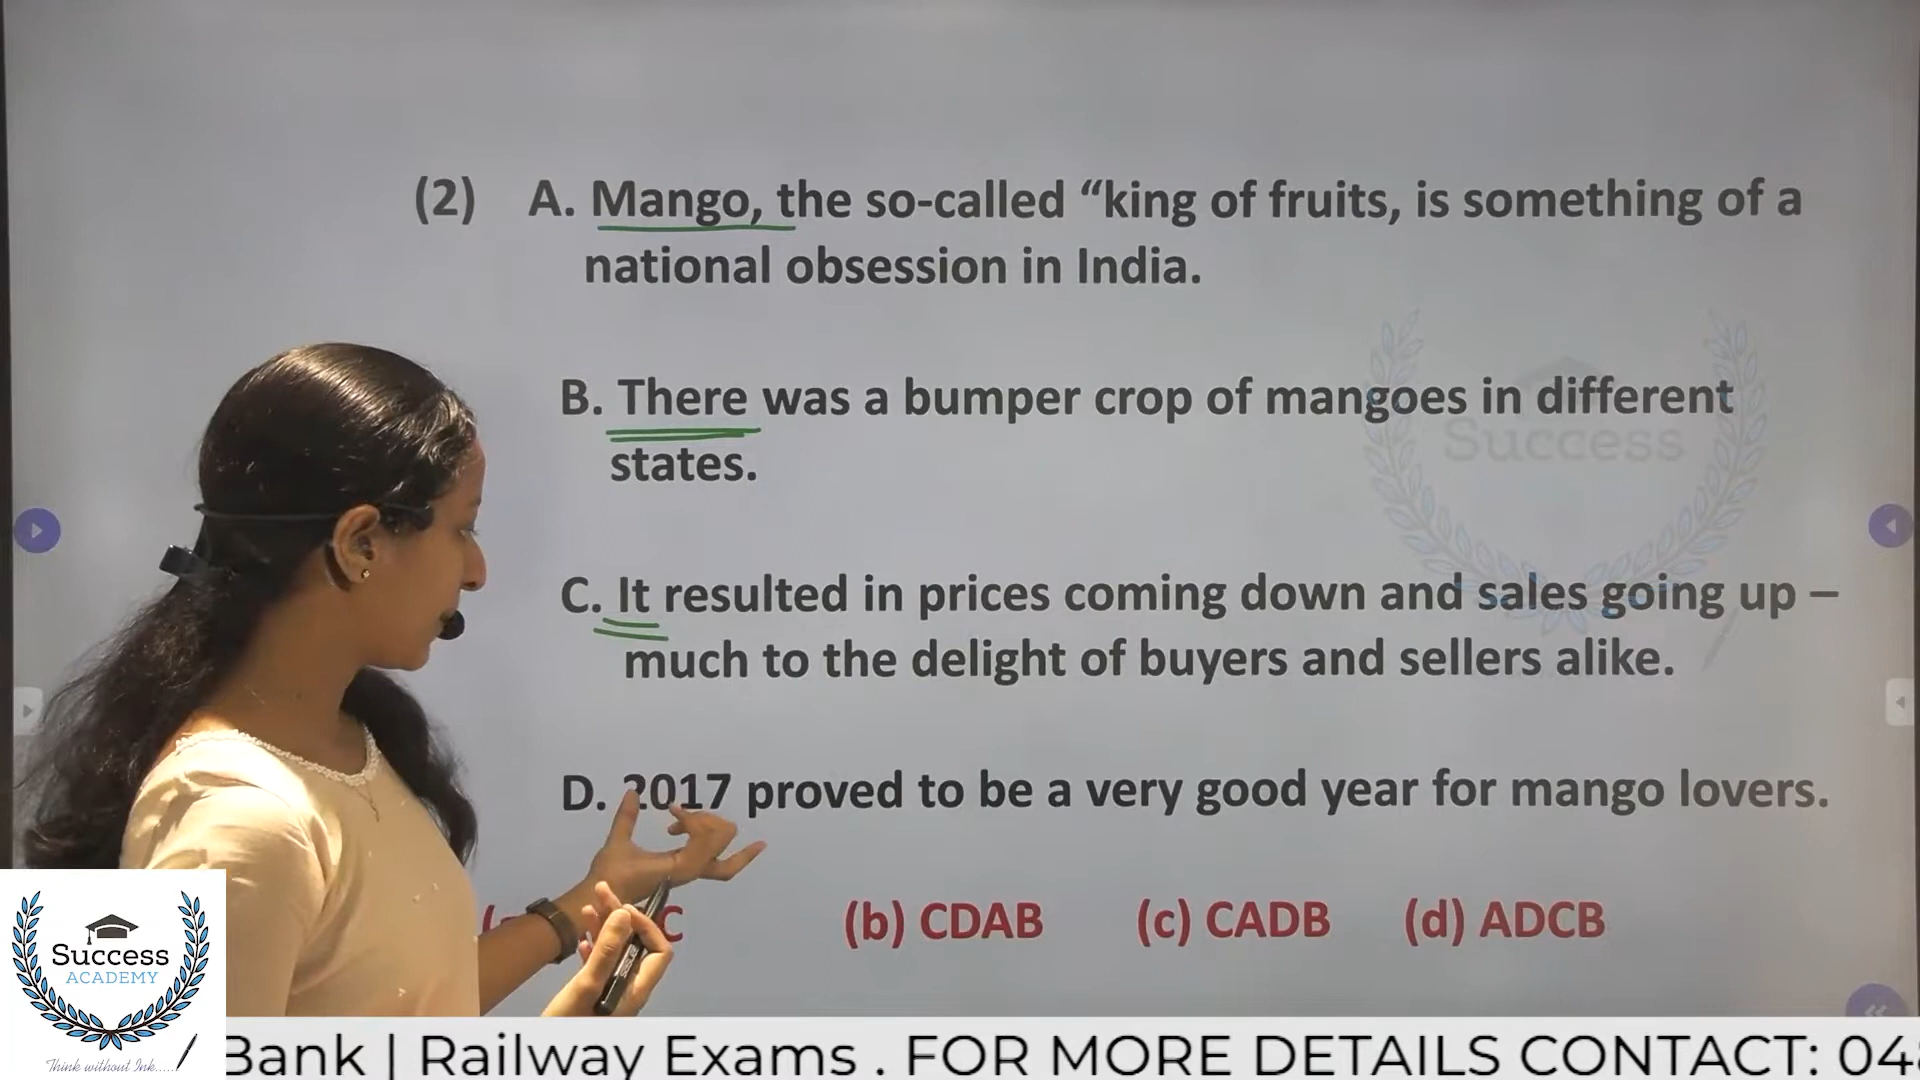 (2) A. Mango, the so-called “king of fruits, is something of a
national obsession in India.
B. There was a bumper crop of mangoes in different
states.
Success
C. It resulted in prices coming down and sales going up –
much to the delight of buyers and sellers alike.
D. 2017 proved to be a very good year for mango lovers.
C (b) CDAB (c) CADB (d) ADCB
Success
ACADEMY
Think without Ink.....
Bank | Railway Exams . FOR MORE DETAILS CONTACT: 04